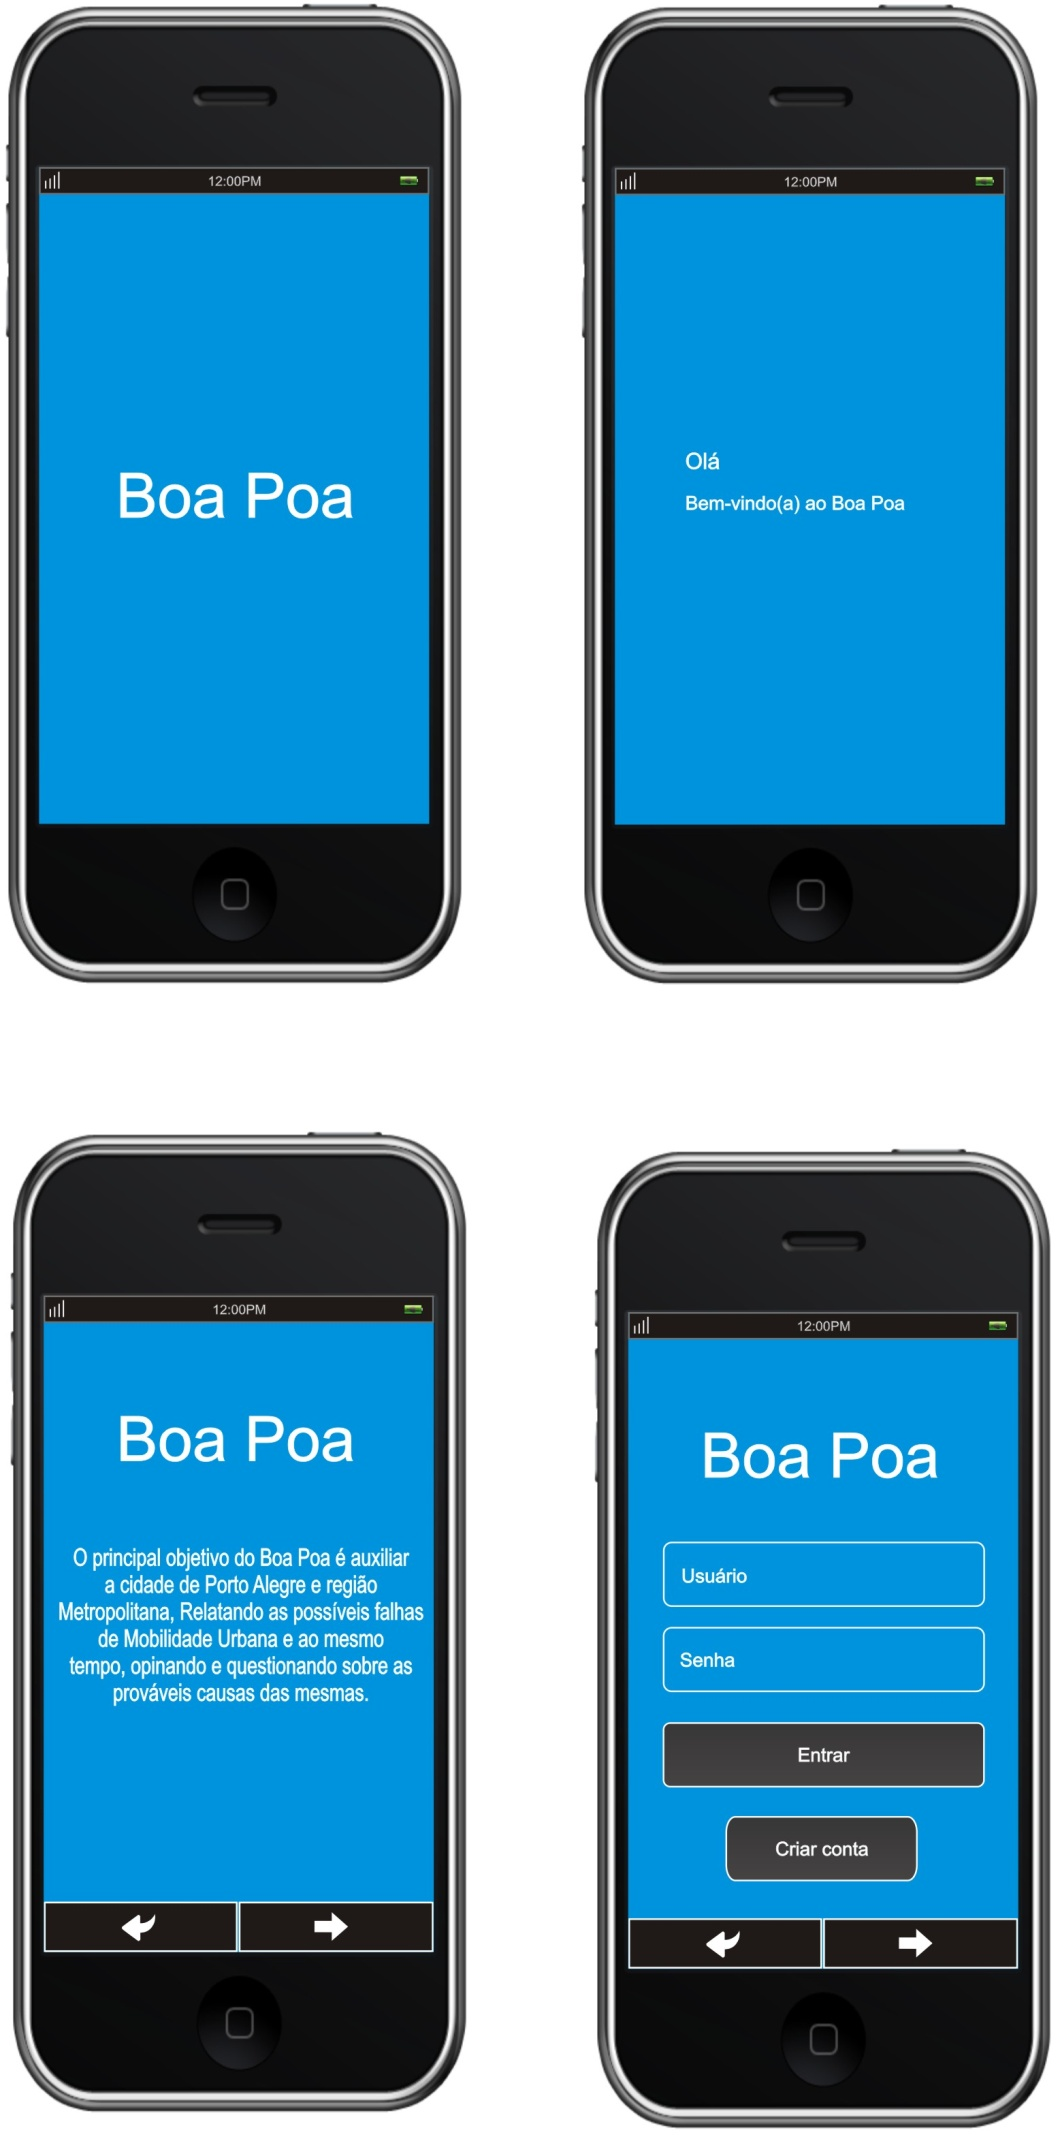 12:00PM
Boa Poa
12:00PM
Olá
Bem-vindo(a) ao Boa Poa
12:00PM
Boa Poa
O principal objetivo do Boa Poa é auxiliar
a cidade de Porto Alegre e região
Metropolitana, Relatando as possíveis falhas
de Mobilidade Urbana e ao mesmo
tempo, opinando e questionando sobre as
prováveis causas das mesmas.
12:00PM
Boa Poa
Usuário
Senha
Entrar
Criar conta